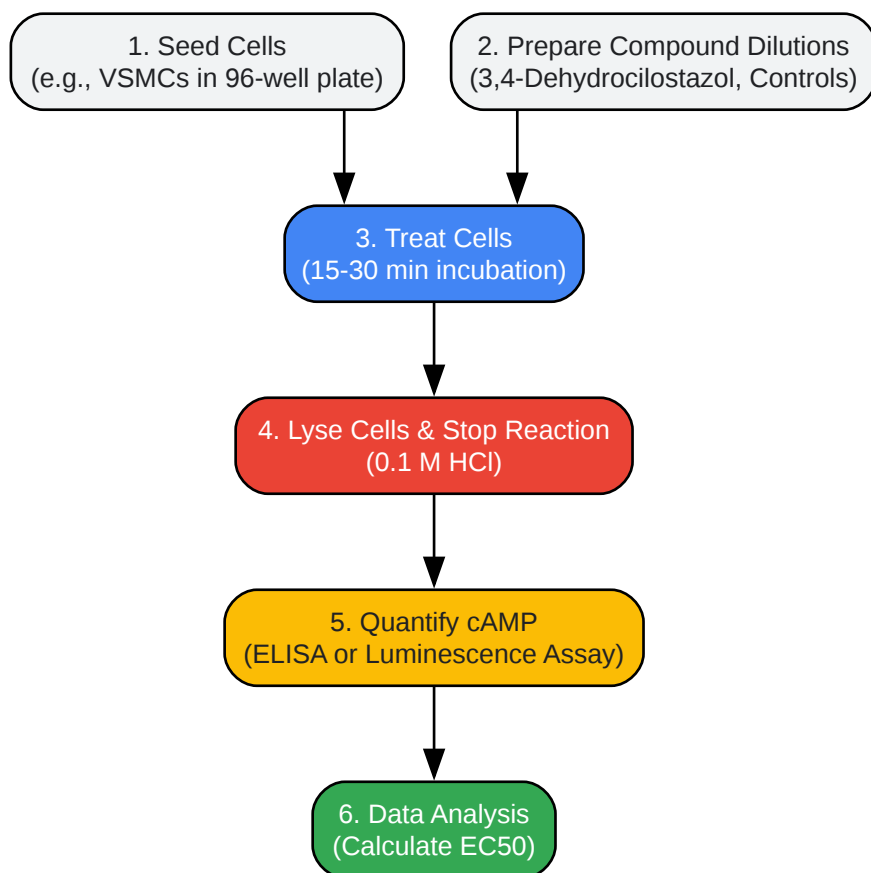 1. Seed Cells
(e.g., VSMCs in 96-well plate)
2. Prepare Compound Dilutions
(3,4-Dehydrocilostazol, Controls)
3. Treat Cells
(15-30 min incubation)
4. Lyse Cells & Stop Reaction
(0.1 M HCl)
5. Quantify cAMP
(ELISA or Luminescence Assay)
6. Data Analysis
(Calculate EC50)